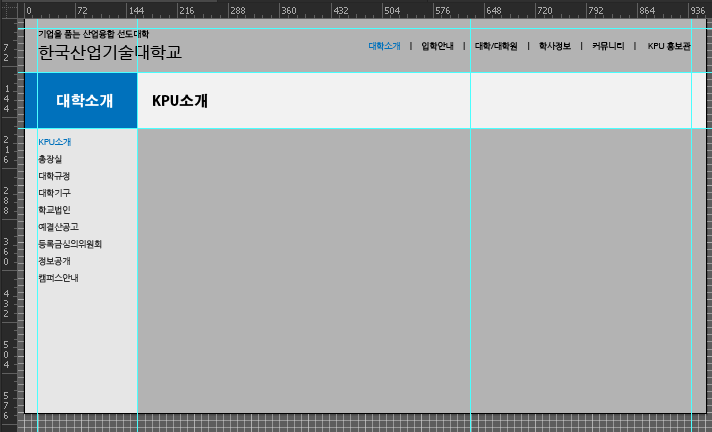 0 72 144 216 288 360 432 504 576 648 720 792 864 936
기업을 품는 산업융합 선도대학
한국산업기술대학교
대학소개 | 입학안내 | 대학/대학원 | 학사정보 | 커뮤니티 | KPU 홍보관
대학소개
KPU소개
KPU소개
총장실
대학규정
대학기구
학교법인
예결산공고
등록금심의위원회
정보공개
캠퍼스안내
72
144
216
288
360
432
504
576